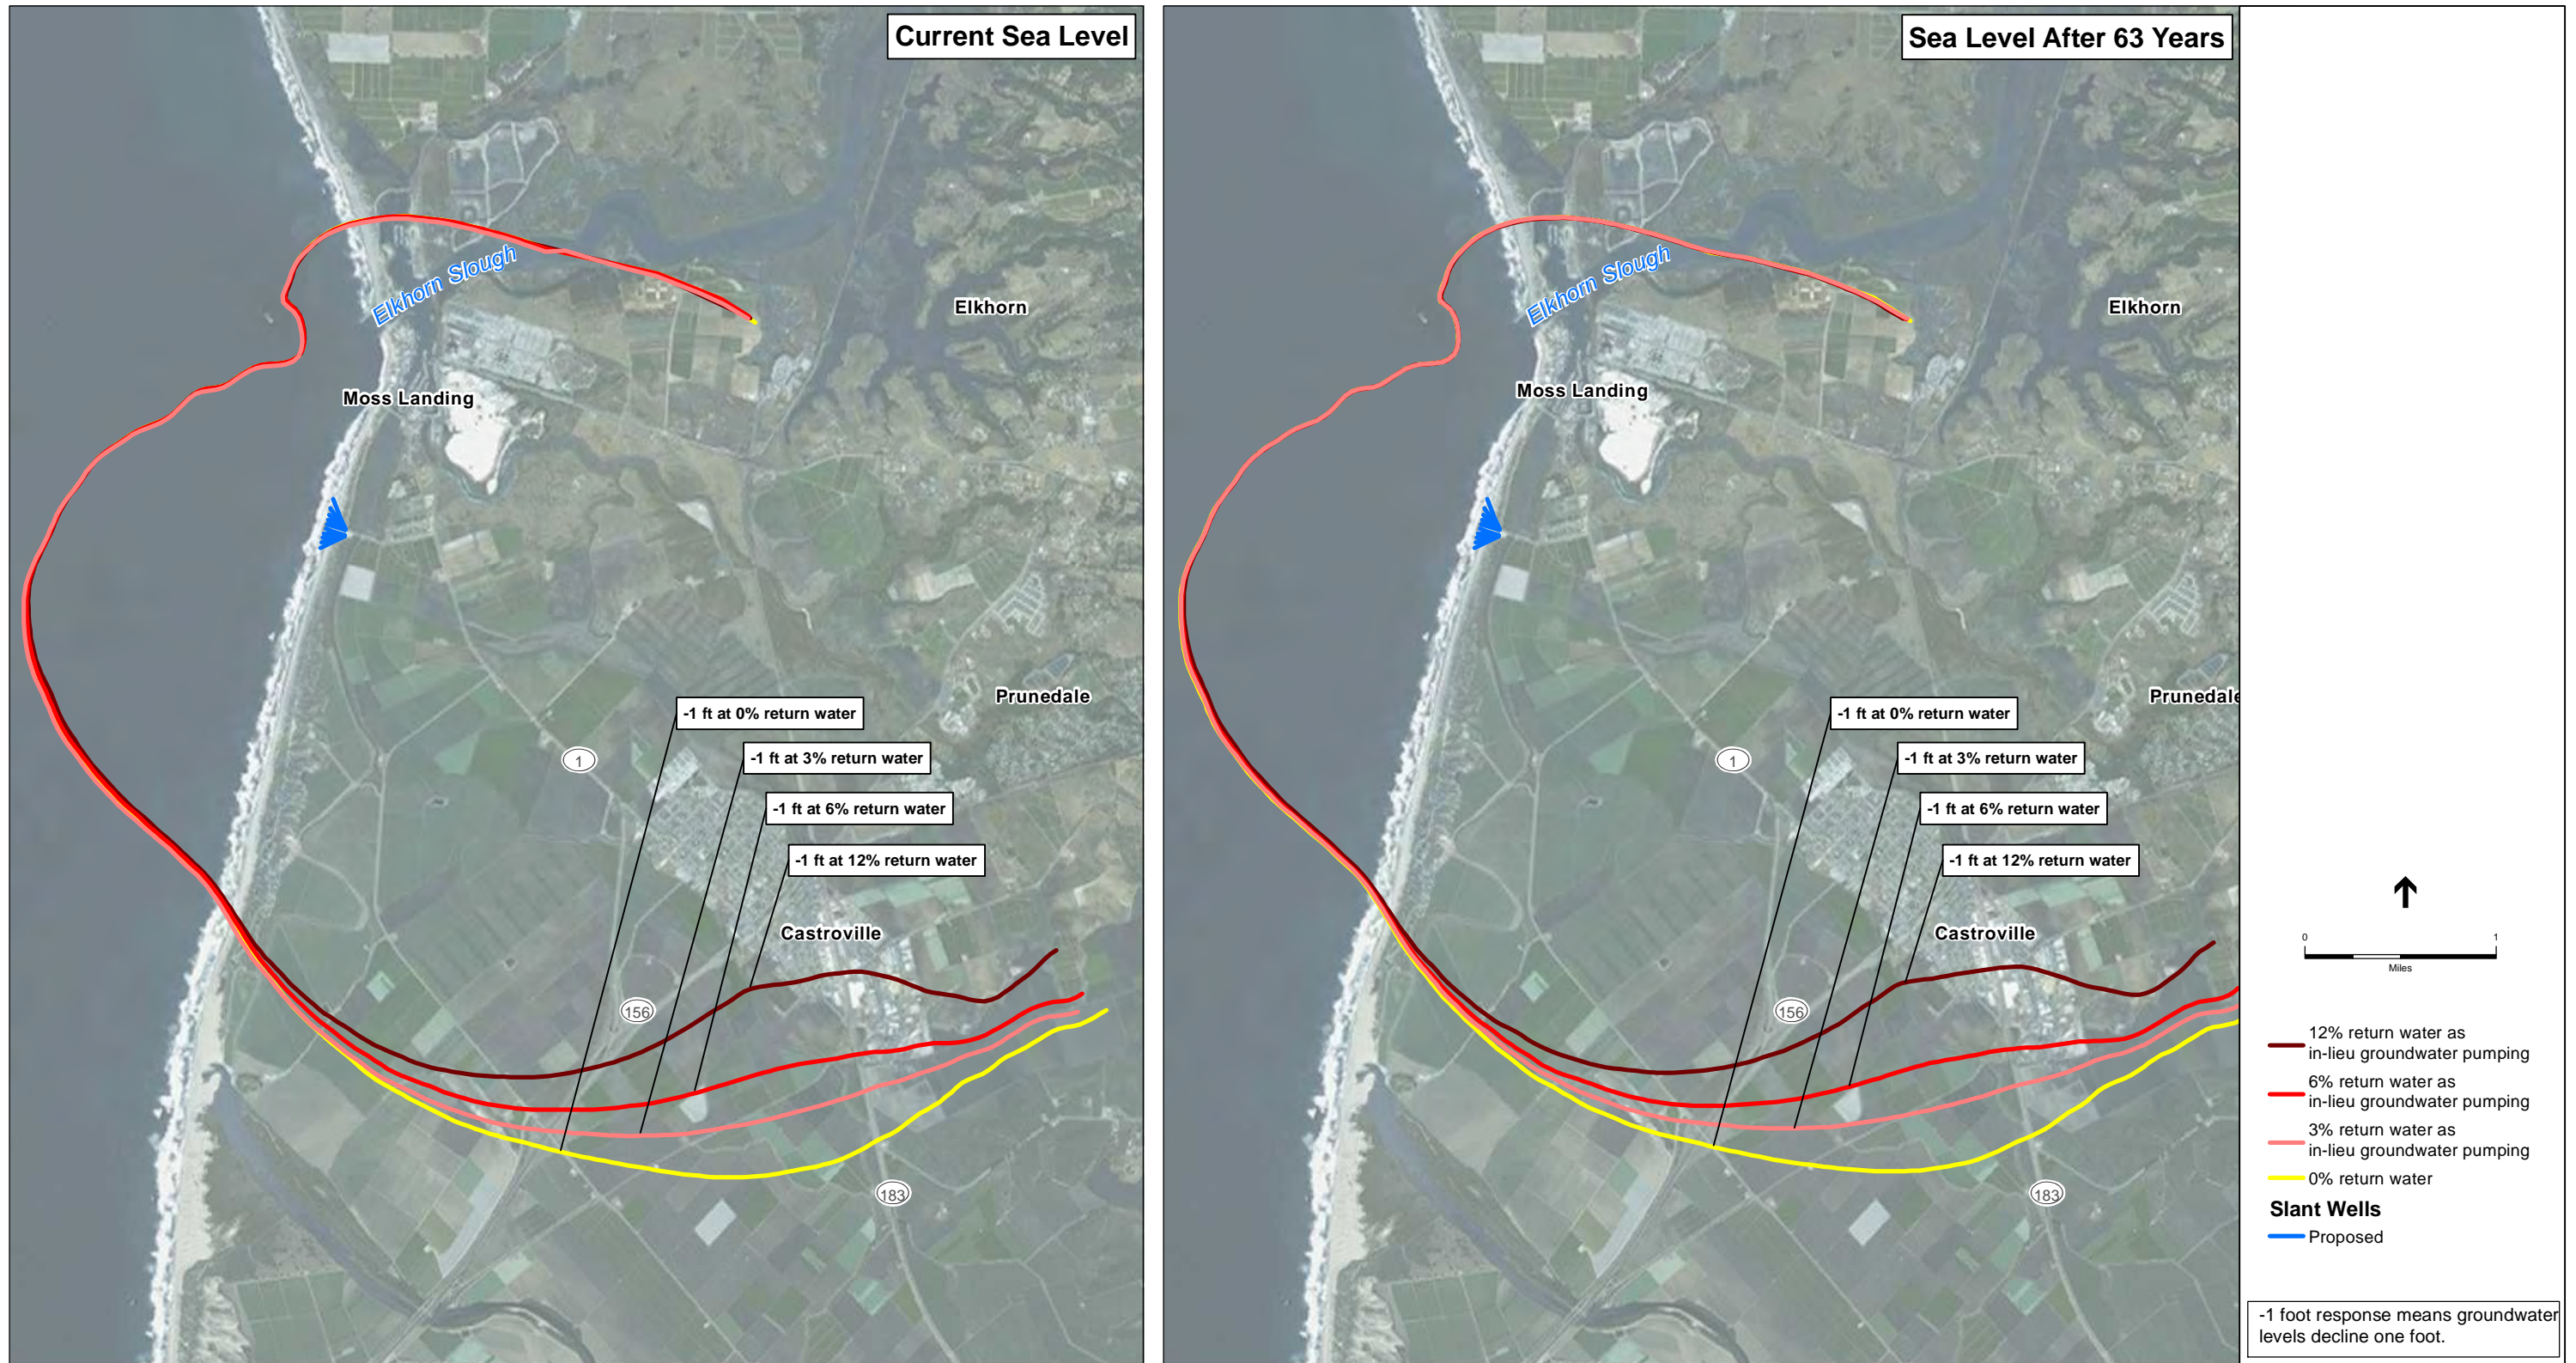 Current Sea Level
Elkhorn Slough
Elkhorn
Moss Landing
Prunedale
-1 ft at 0% return water
-1 ft at 3% return water
-1 ft at 6% return water
-1 ft at 12% return water
1
Castroville
156
183
Sea Level After 63 Years
Elkhorn Slough
Elkhorn
Moss Landing
Prunedale
-1 ft at 0% return water
-1 ft at 3% return water
-1 ft at 6% return water
-1 ft at 12% return water
1
Castroville
156
183
0 1
Miles
12% return water as
in-lieu groundwater pumping
6% return water as
in-lieu groundwater pumping
3% return water as
in-lieu groundwater pumping
0% return water
Slant Wells
Proposed
-1 foot response means groundwater
levels decline one foot.